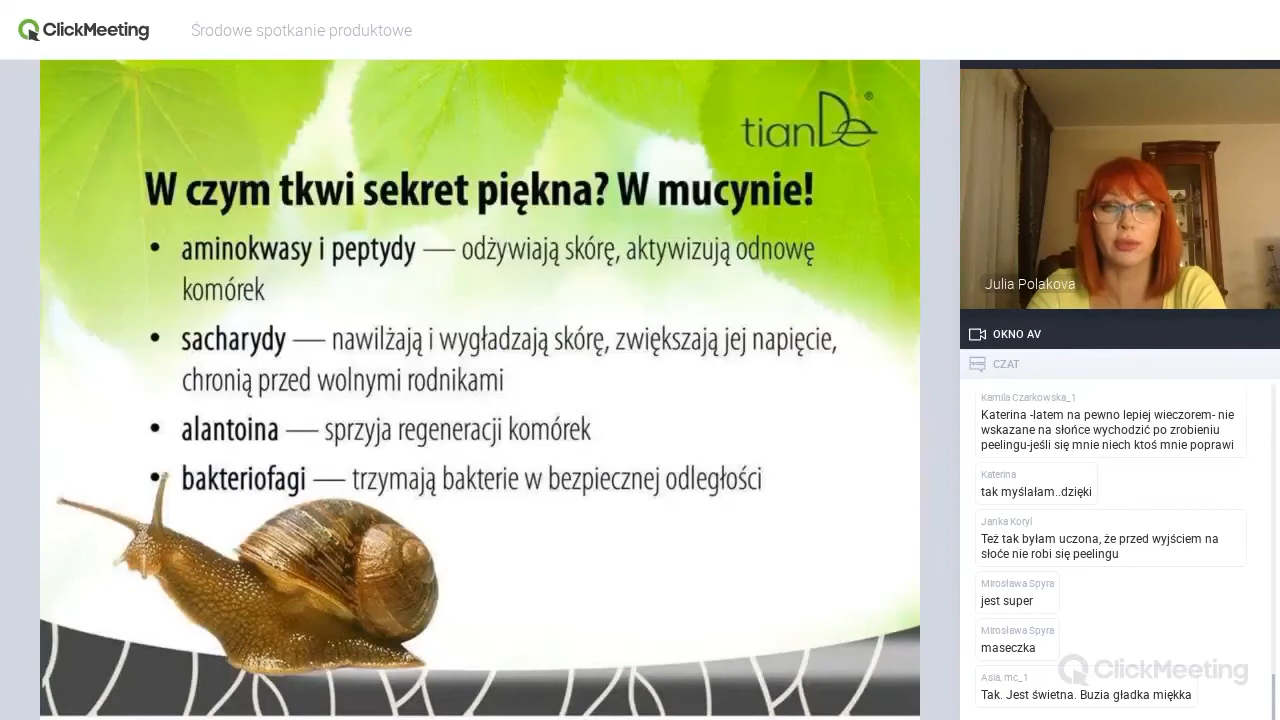 ClickMeeting
Środowe spotkanie produktowe
tianDe®
W czym tkwi sekret piękna? W mucynie!
• aminokwasy i peptydy — odżywiają skórę, aktywizują odnowę
komórek
• sacharydy — nawilżają i wygładzają skórę, zwiększają jej napięcie,
chronią przed wolnymi rodnikami
• alantoina — sprzyja regeneracji komórek
• bakteriofagi — trzymają bakterie w bezpiecznej odległości
Julia Polakova
OKNO AV
CZAT
Kamila Czarkowska_1
Katerina -latem na pewno lepiej wieczorem- nie
wskazane na słońce wychodzić po zrobieniu
peelingu-jeśli się mnie niech ktoś mnie poprawi
Katerina
tak myślałam..dzięki
Janka Koryl
Też tak byłam uczona, że przed wyjściem na
słoće nie robi się peelingu
Mirosława Spyra
jest super
Mirosława Spyra
maseczka
Asia, mc_1
Tak. Jest świetna. Buzia gładka miękka
ClickMeeting